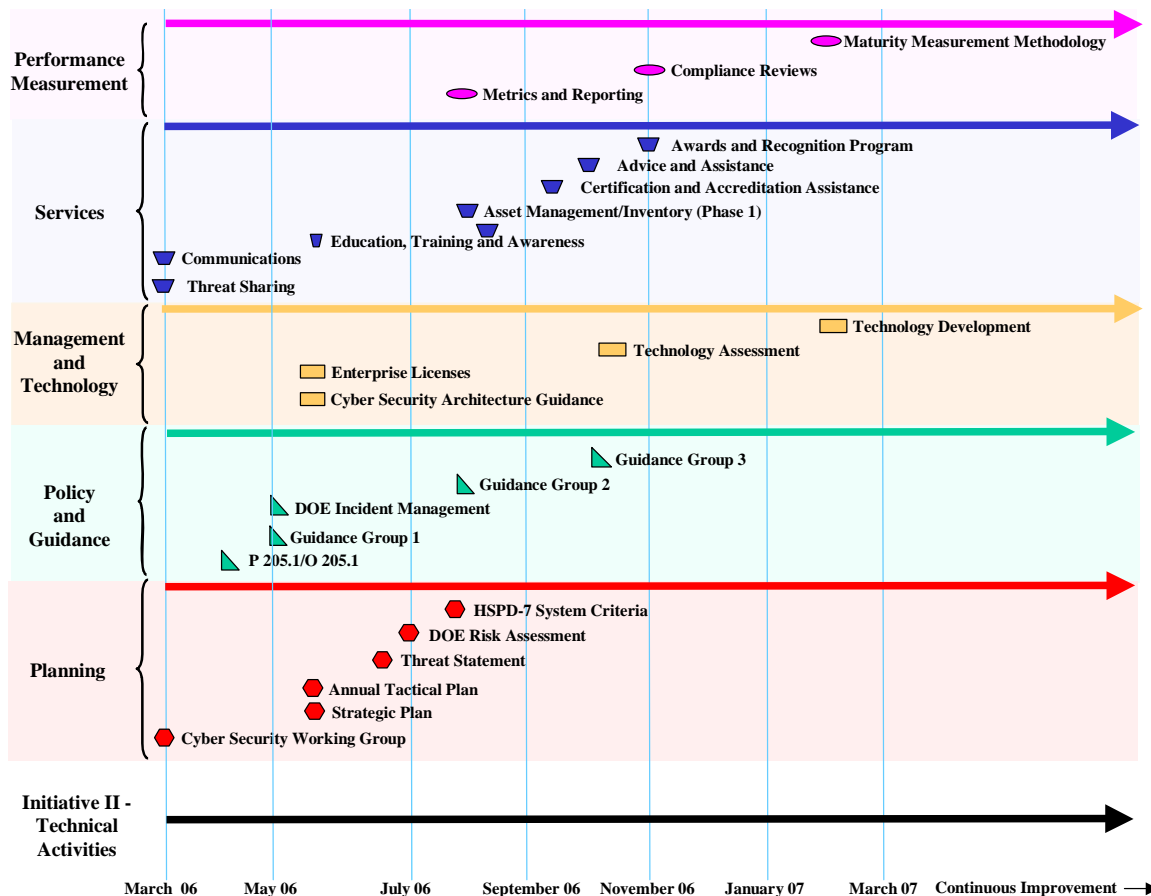 Performance
Measurement
Maturity Measurement Methodology
Compliance Reviews
Metrics and Reporting
Services
Awards and Recognition Program
Advice and Assistance
Certification and Accreditation Assistance
Asset Management/Inventory (Phase 1)
Education, Training and Awareness
Communications
Threat Sharing
Management
and
Technology
Technology Development
Technology Assessment
Enterprise Licenses
Cyber Security Architecture Guidance
Policy
and
Guidance
Guidance Group 3
Guidance Group 2
DOE Incident Management
Guidance Group 1
P 205.1/O 205.1
Planning
HSPD-7 System Criteria
DOE Risk Assessment
Threat Statement
Annual Tactical Plan
Strategic Plan
Cyber Security Working Group
Initiative II -
Technical
Activities
March 06 May 06 July 06 September 06 November 06 January 07 March 07 Continuous Improvement